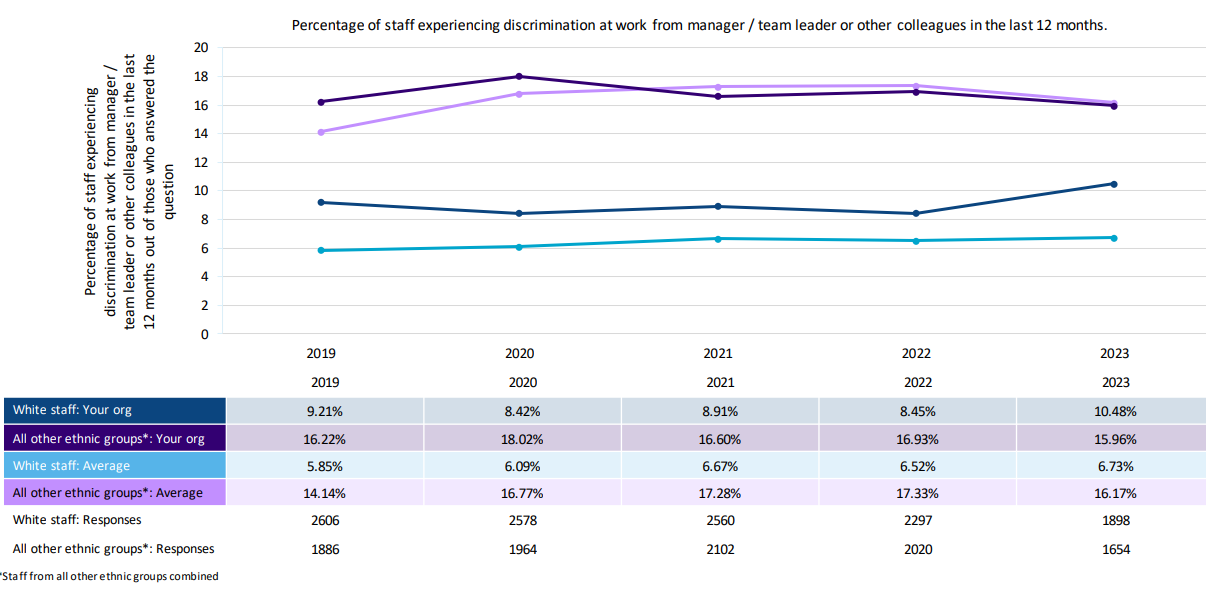 Percentage of staff experiencing discrimination at work from manager / team leader or other colleagues in the last 12 months.
Percentage of staff experiencing
discrimination at work from manager /
team leader or other colleagues in the last
12 months out of those who answered the
question
20
18
16
14
12
10
8
6
4
2
0
2019 2020 2021 2022 2023
2019 2020 2021 2022 2023
White staff: Your org 9.21% 8.42% 8.91% 8.45% 10.48%
All other ethnic groups*: Your org 16.22% 18.02% 16.60% 16.93% 15.96%
White staff: Average 5.85% 6.09% 6.67% 6.52% 6.73%
All other ethnic groups*: Average 14.14% 16.77% 17.28% 17.33% 16.17%
White staff: Responses 2606 2578 2560 2297 1898
All other ethnic groups*: Responses 1886 1964 2102 2020 1654
*Staff from all other ethnic groups combined